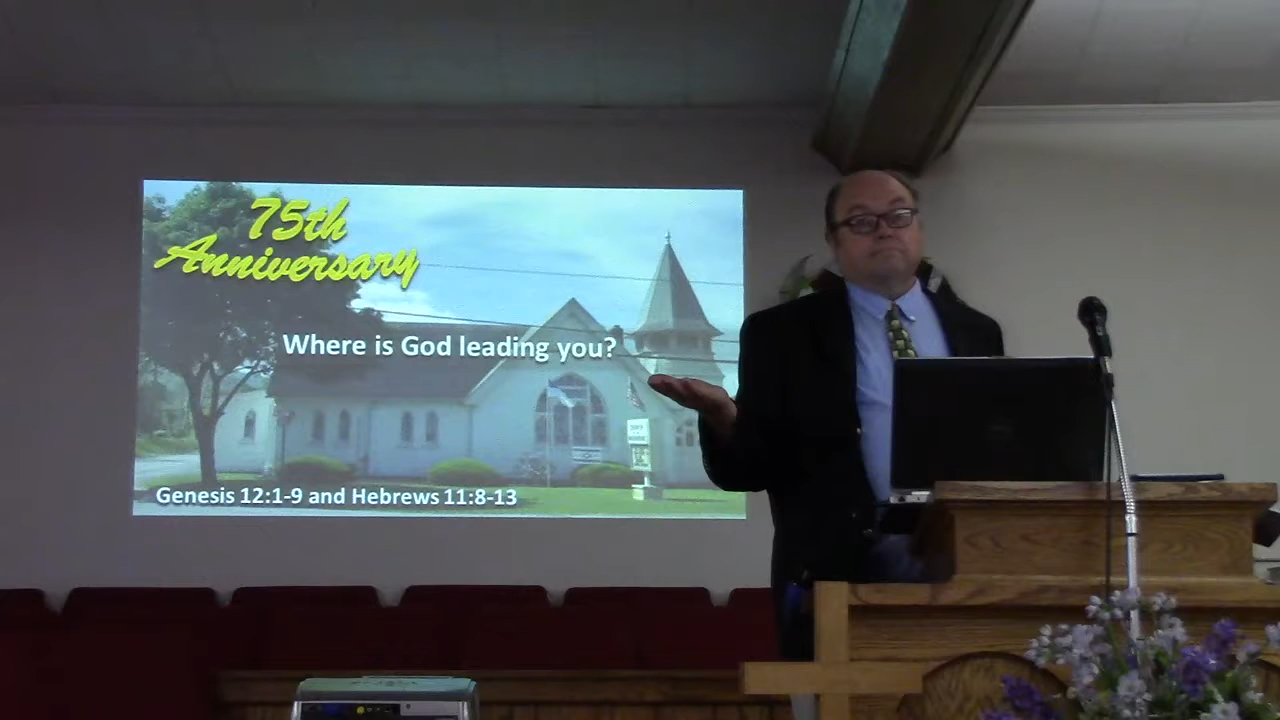 75th
Anniversary
Where is God leading you?
Genesis 12:1-9 and Hebrews 11:8-13